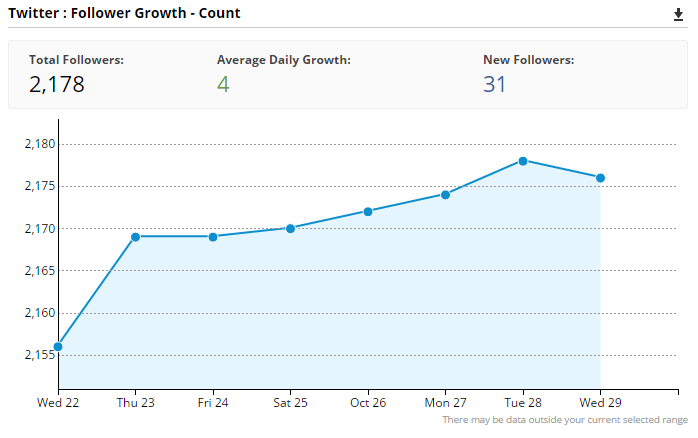 Twitter : Follower Growth - Count
Total Followers: Average Daily Growth: New Followers:
2,178 4 31
2,180
2,175
2,170
2,165
2,160
2,155
Wed 22 Thu 23 Fri 24 Sat 25 Oct 26 Mon 27 Tue 28 Wed 29
There may be data outside your current selected range